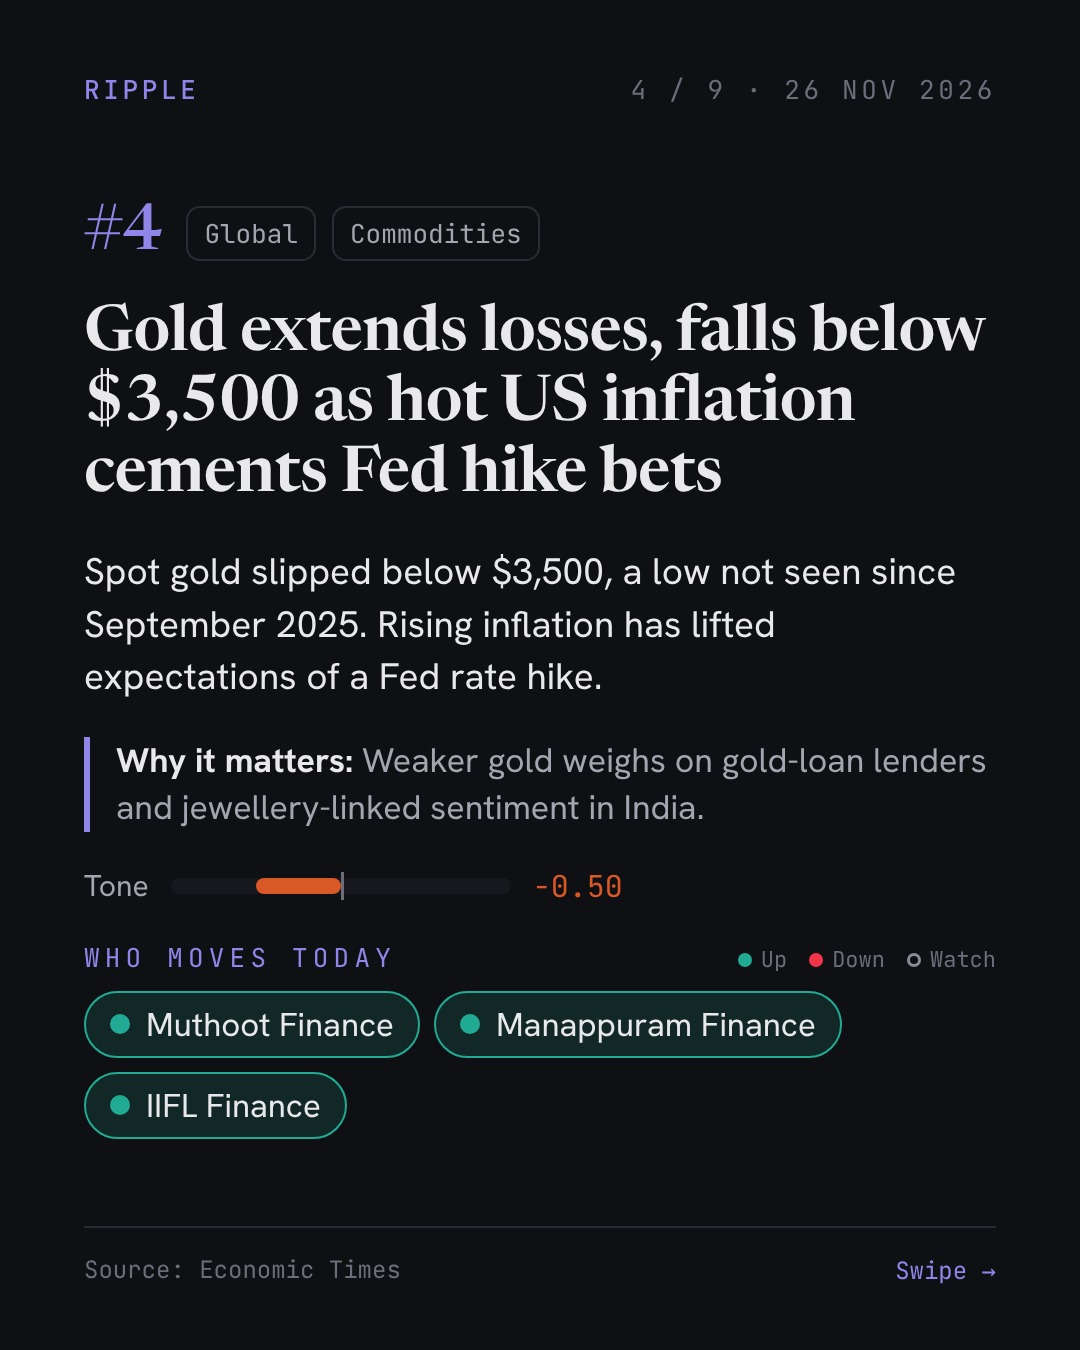 RIPPLE
4 / 9 · 26 NOV 2026
#4
Global
Commodities
Gold extends losses, falls below
$3,500 as hot US inflation
cements Fed hike bets
Spot gold slipped below $3,500, a low not seen since
September 2025. Rising inflation has lifted
expectations of a Fed rate hike.
Why it matters: Weaker gold weighs on gold-loan lenders
and jewellery-linked sentiment in India.
Tone
-0.50
WHO MOVES TODAY
Up
Down
Watch
Muthoot Finance
Manappuram Finance
IIFL Finance
Source: Economic Times
Swipe →